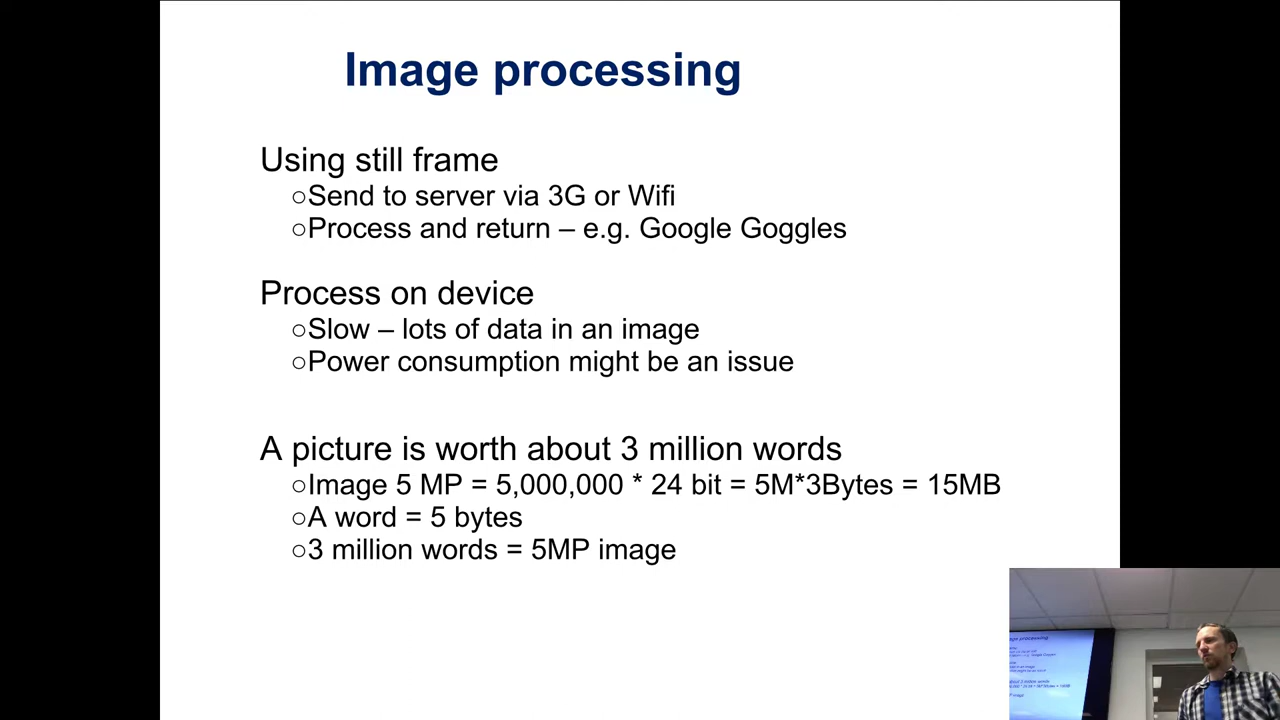 Image processing
Using still frame
○Send to server via 3G or Wifi
○Process and return – e.g. Google Goggles
Process on device
○Slow – lots of data in an image
○Power consumption might be an issue
A picture is worth about 3 million words
○Image 5 MP = 5,000,000 * 24 bit = 5M*3Bytes = 15MB
○A word = 5 bytes
○3 million words = 5MP image